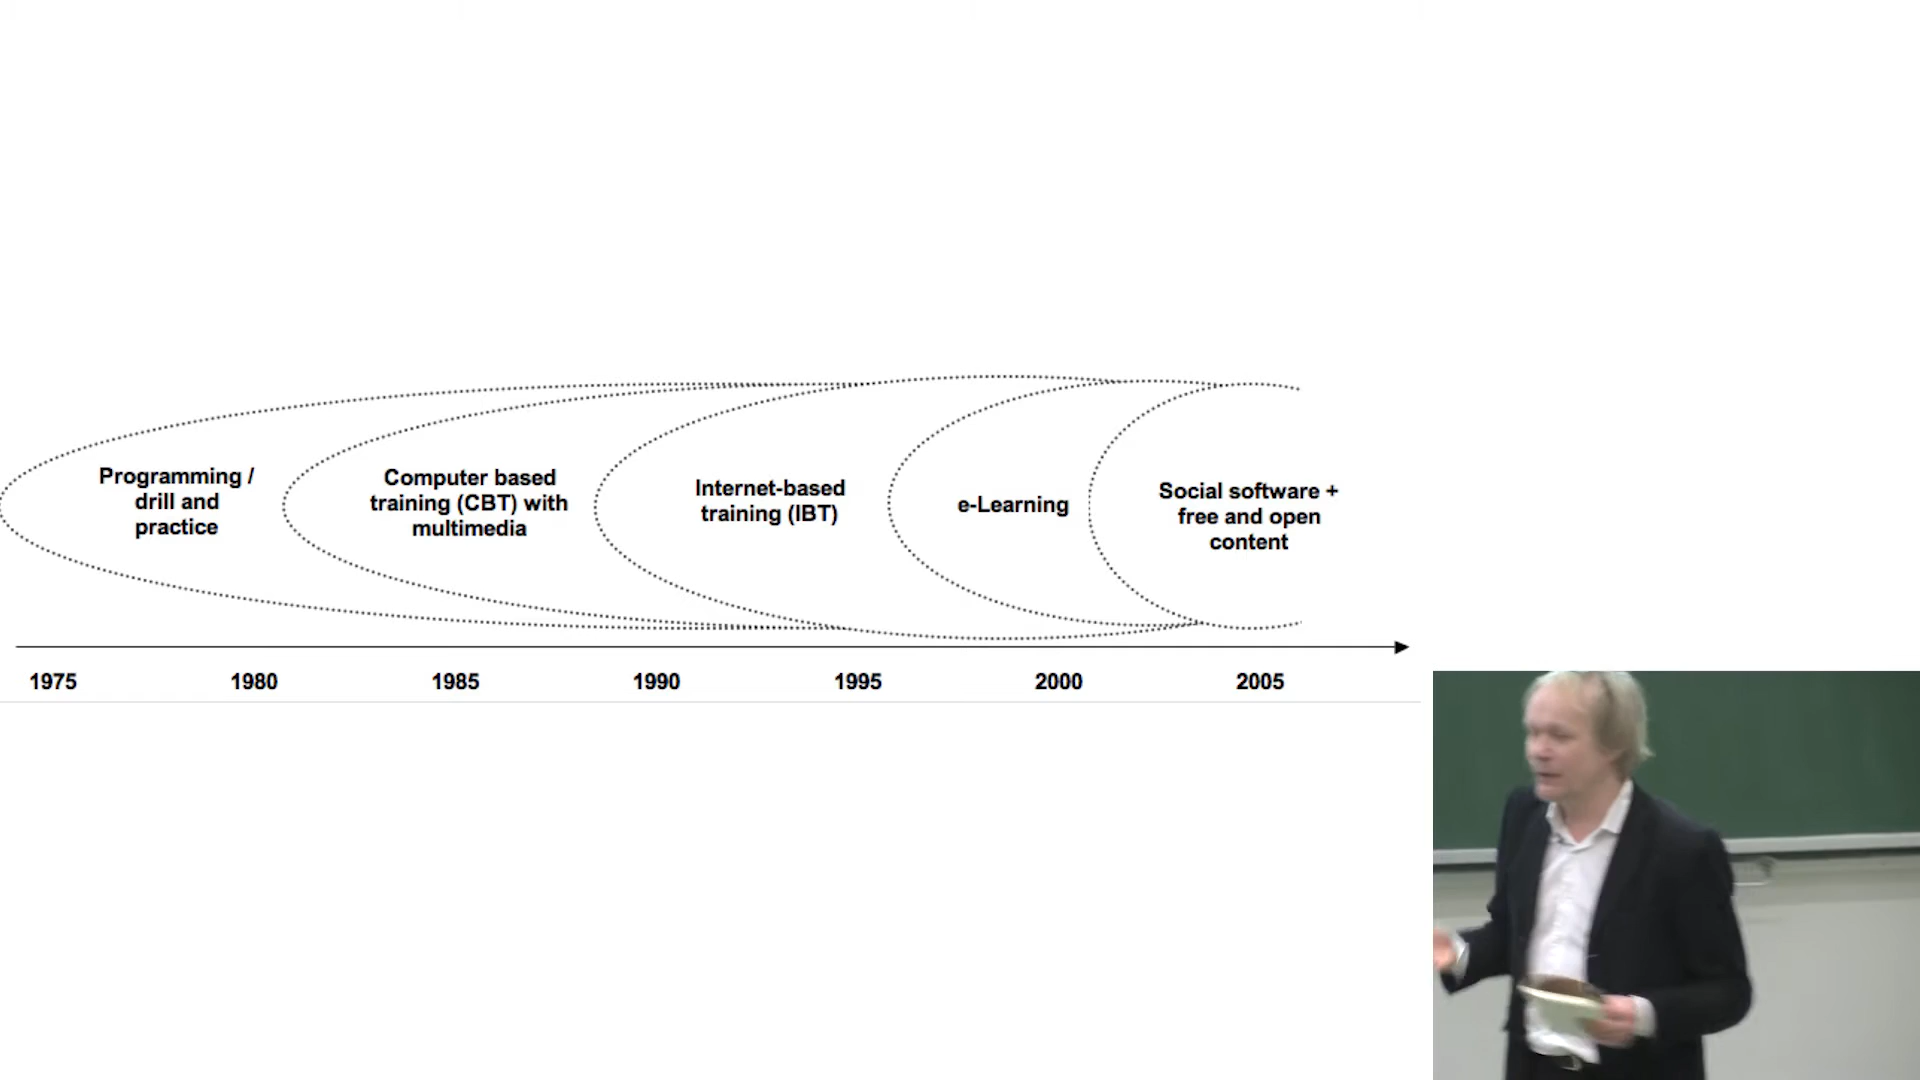 Programming /
drill and
practice
Computer based
training (CBT) with
multimedia
Internet-based
training (IBT)
e-Learning
Social software +
free and open
content
1975 1980 1985 1990 1995 2000 2005